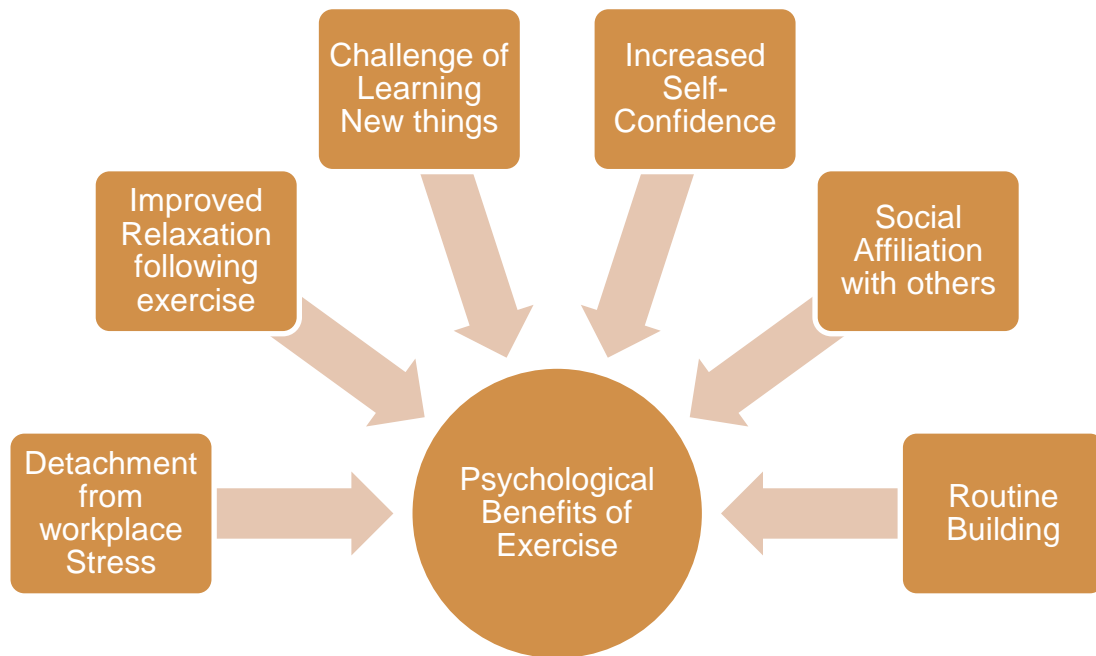 Challenge of
Learning
New things
Increased
Self-
Confidence
Improved
Relaxation
following
exercise
Social
Affiliation
with others
Detachment
from
workplace
Stress
Psychological
Benefits of
Exercise
Routine
Building